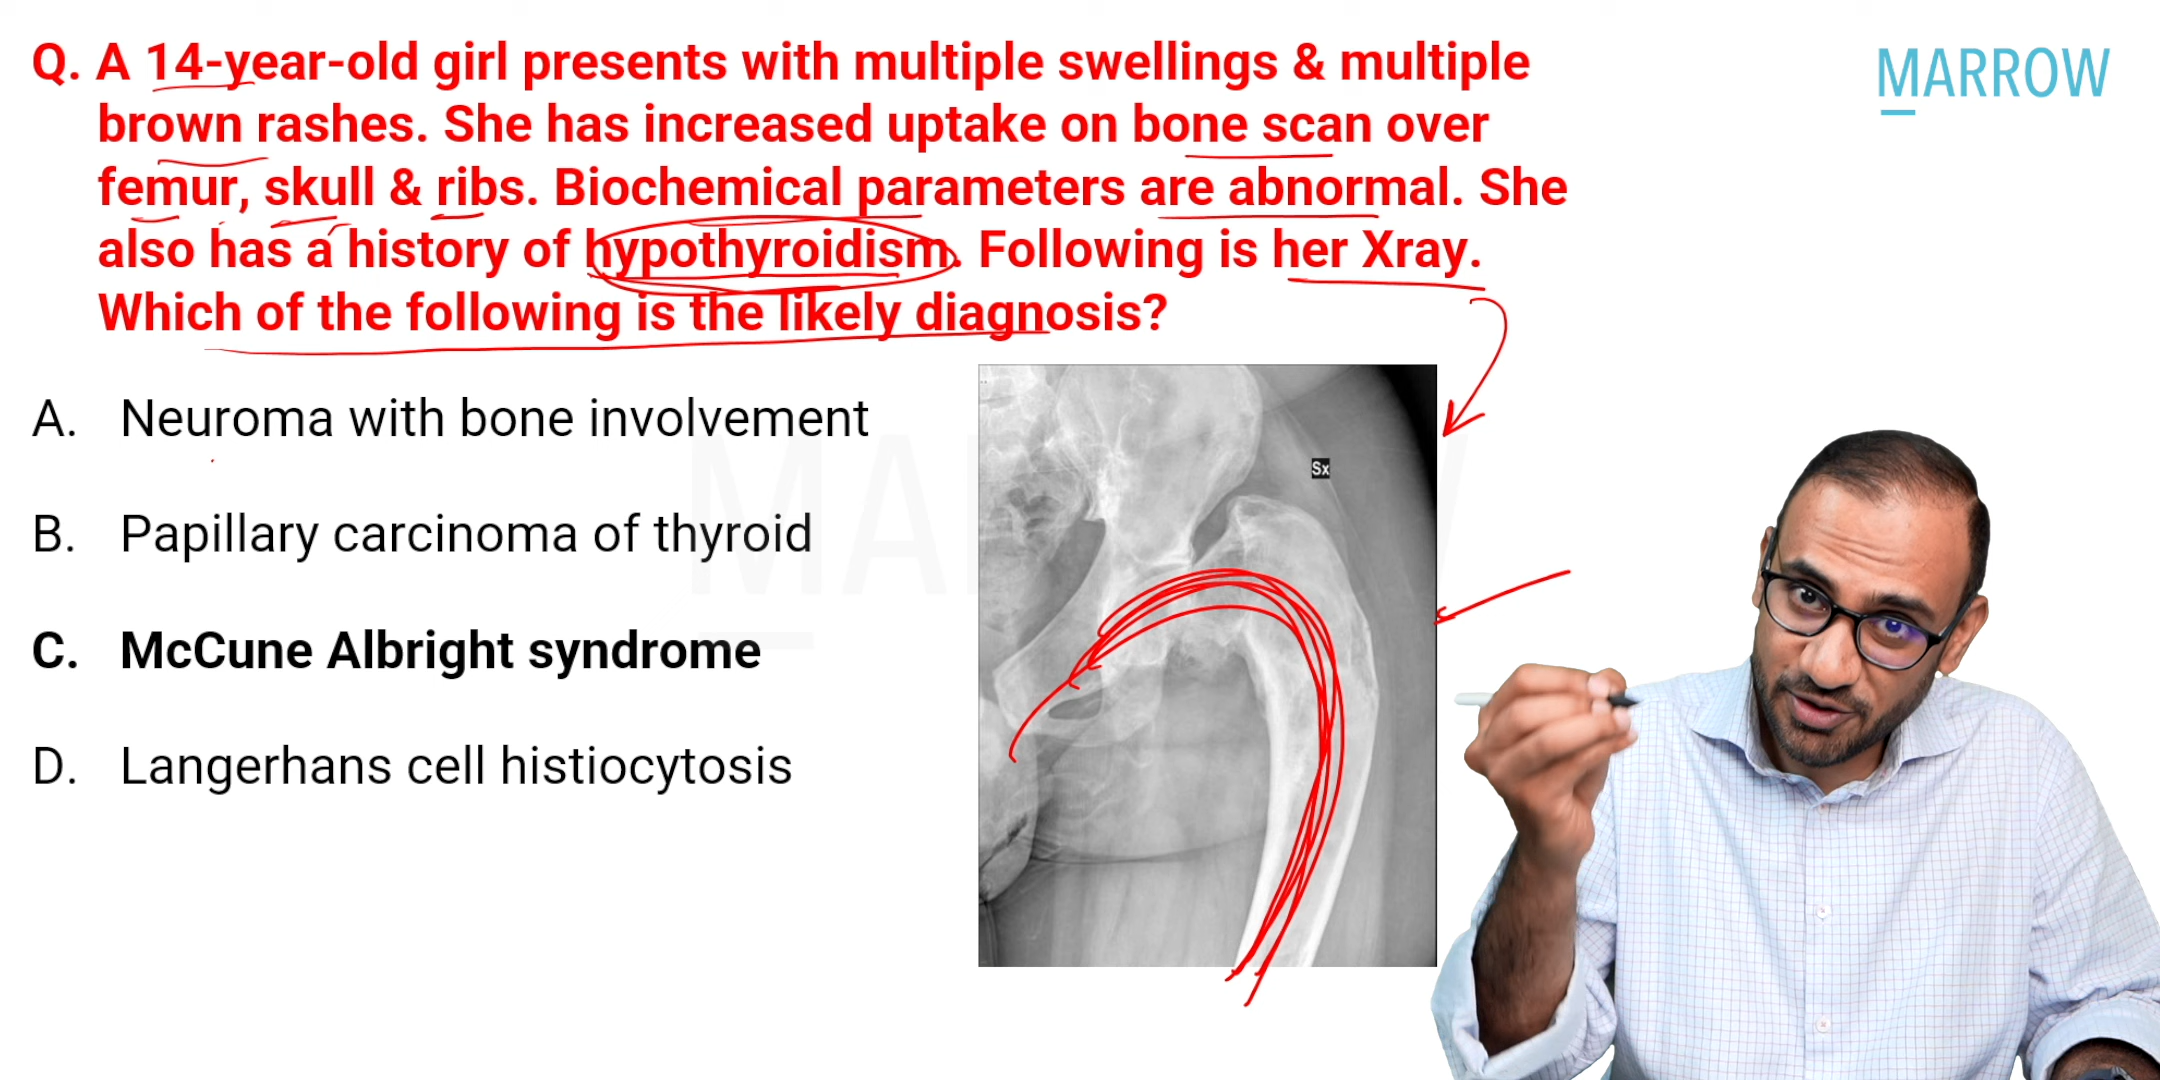 Q. A 14-year-old girl presents with multiple swellings & multiple
brown rashes. She has increased uptake on bone scan over
femur, skull & ribs. Biochemical parameters are abnormal. She
also has a history of hypothyroidism. Following is her Xray.
Which of the following is the likely diagnosis?
MARROW
A. Neuroma with bone involvement
B. Papillary carcinoma of thyroid
C. McCune Albright syndrome
D. Langerhans cell histiocytosis
Sx